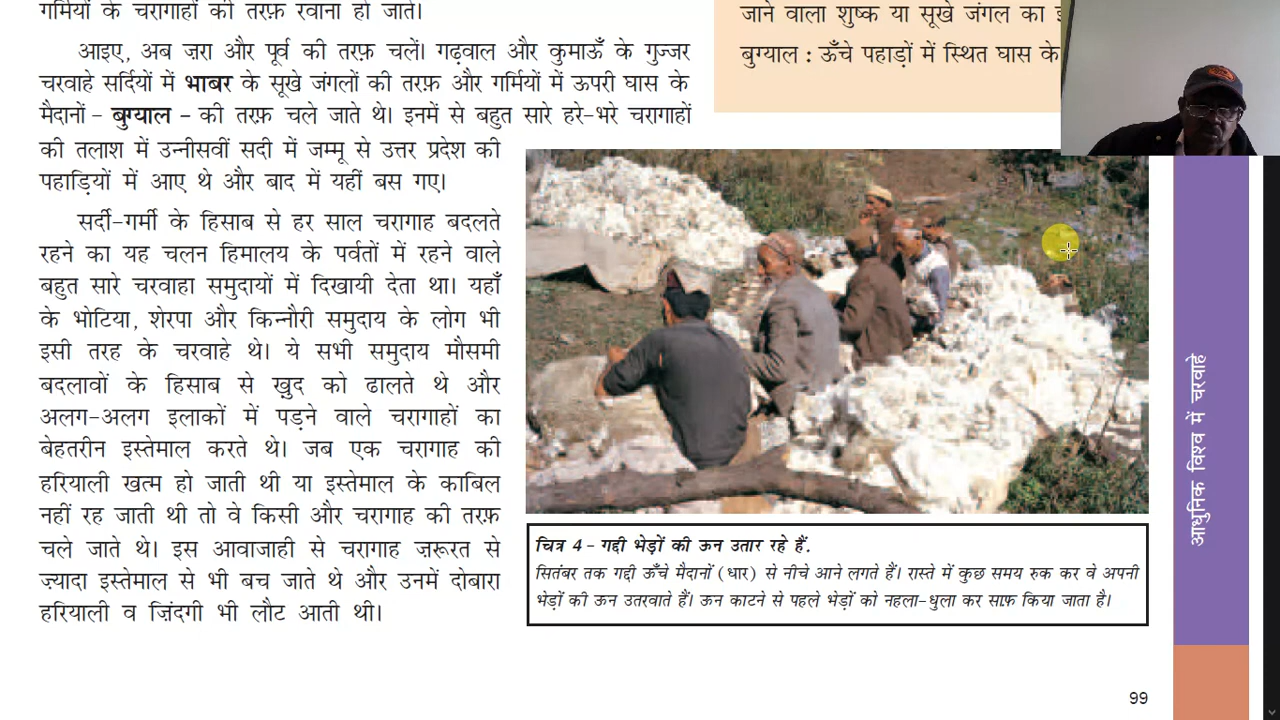 गर्मियों के चरागाहों की तरफ़ रवाना हो जाते।
आइए, अब ज़रा और पूर्व की तरफ़ चलें। गढ़वाल और कुमाऊँ के गुज्जर
चरवाहे सर्दियों में भाबर के सूखे जंगलों की तरफ़ और गर्मियों में ऊपरी घास के
मैदानों – बुग्याल – की तरफ़ चले जाते थे। इनमें से बहुत सारे हरे-भरे चरागाहों
की तलाश में उन्नीसवीं सदी में जम्मू से उत्तर प्रदेश की
पहाड़ियों में आए थे और बाद में यहीं बस गए।
सर्दी-गर्मी के हिसाब से हर साल चरागाह बदलते
रहने का यह चलन हिमालय के पर्वतों में रहने वाले
बहुत सारे चरवाहा समुदायों में दिखायी देता था। यहाँ
के भोटिया, शेरपा और किन्नौरी समुदाय के लोग भी
इसी तरह के चरवाहे थे। ये सभी समुदाय मौसमी
बदलावों के हिसाब से ख़ुद को ढालते थे और
अलग-अलग इलाकों में पड़ने वाले चरागाहों का
बेहतरीन इस्तेमाल करते थे। जब एक चरागाह की
हरियाली खत्म हो जाती थी या इस्तेमाल के काबिल
नहीं रह जाती थी तो वे किसी और चरागाह की तरफ़
चले जाते थे। इस आवाजाही से चरागाह ज़रूरत से
ज़्यादा इस्तेमाल से भी बच जाते थे और उनमें दोबारा
हरियाली व ज़िंदगी भी लौट आती थी।
जाने वाला शुष्क या सूखे जंगल का
बुग्याल : ऊँचे पहाड़ों में स्थित घास के
चित्र 4 – गद्दी भेड़ों की ऊन उतार रहे हैं.
सितंबर तक गद्दी ऊँचे मैदानों (धार) से नीचे आने लगते हैं। रास्ते में कुछ समय रुक कर वे अपनी
भेड़ों की ऊन उतरवाते हैं। ऊन काटने से पहले भेड़ों को नहला-धुला कर साफ़ किया जाता है।
आधुनिक विश्व में चरवाहे
99